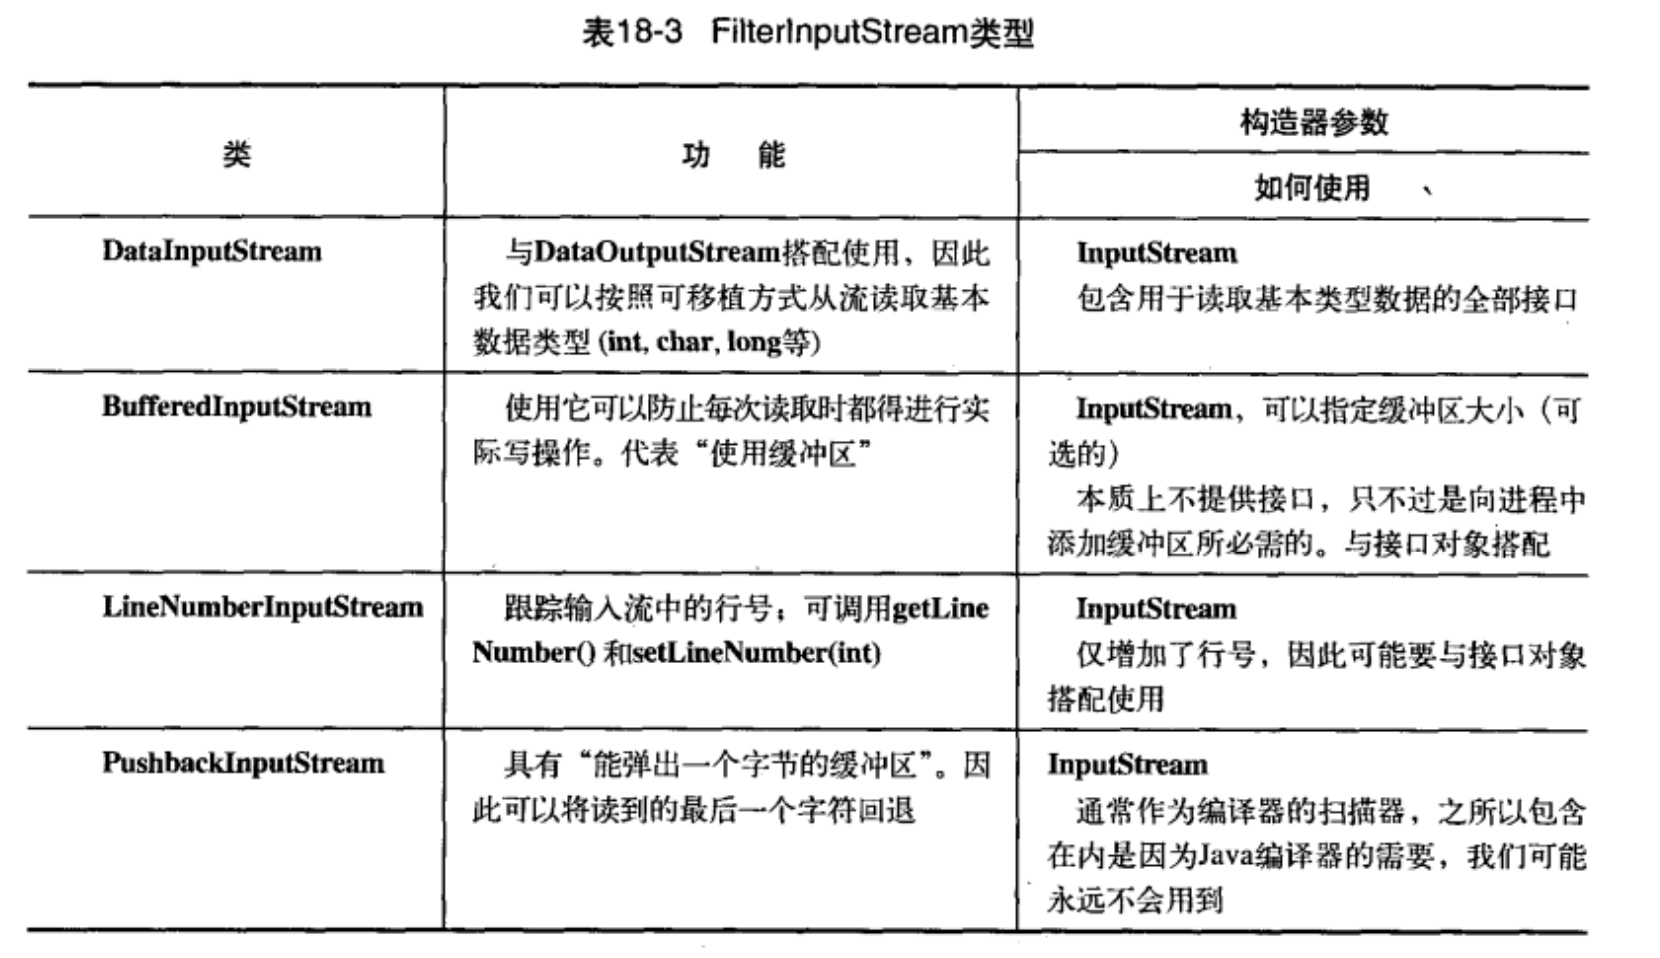 表18-3 FilterInputStream类型
类
功 能
构造器参数
如何使用
DataInputStream
与DataOutputStream搭配使用，因此
我们可以按照可移植方式从流读取基本
数据类型 (int, char, long等)
InputStream
包含用于读取基本类型数据的全部接口
BufferedInputStream
使用它可以防止每次读取时都得进行实
际写操作。代表“使用缓冲区”
InputStream，可以指定缓冲区大小（可
选的）
本质上不提供接口，只不过是向进程中
添加缓冲区所必需的。与接口对象搭配
LineNumberInputStream
跟踪输入流中的行号；可调用getLine
Number() 和setLineNumber(int)
InputStream
仅增加了行号，因此可能要与接口对象
搭配使用
PushbackInputStream
具有“能弹出一个字节的缓冲区”。因
此可以将读到的最后一个字符回退
InputStream
通常作为编译器的扫描器，之所以包含
在内是因为Java编译器的需要，我们可能
永远不会用到